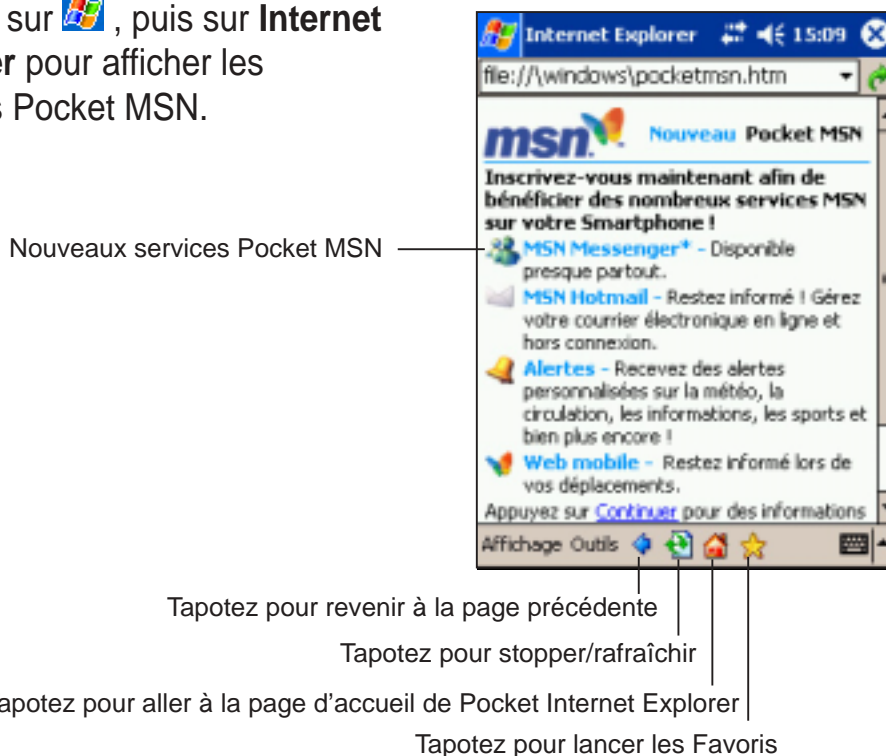 sur , puis sur Internet
er pour afficher les
s Pocket MSN.
Internet Explorer 15:09
file://\windows\pocketmsn.htm
msn Nouveau Pocket MSN
Inscrivez-vous maintenant afin de
bénéficier des nombreux services MSN
sur votre Smartphone !
Nouveaux services Pocket MSN
MSN Messenger* - Disponible
presque partout.
MSN Hotmail - Restez informé ! Gérez
votre courrier électronique en ligne et
hors connexion.
Alertes - Recevez des alertes
personnalisées sur la météo, la
circulation, les informations, les sports et
bien plus encore !
Web mobile - Restez informé lors de
vos déplacements.
Appuyez sur Continuer pour des informations
Affichage Outils
Tapotez pour revenir à la page précédente
Tapotez pour stopper/rafraîchir
apotez pour aller à la page d'accueil de Pocket Internet Explorer
Tapotez pour lancer les Favoris